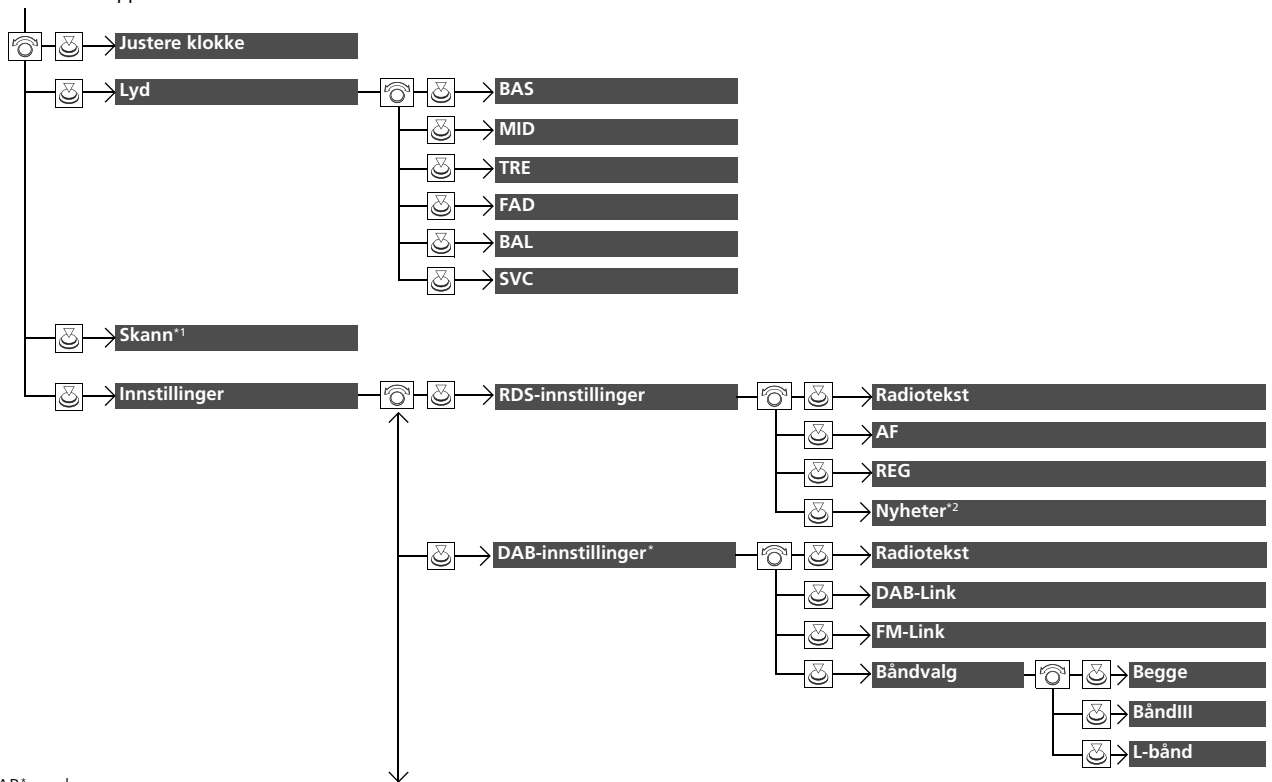 Justere klokke
Lyd
BAS
MID
TRE
FAD
BAL
SVC
Skann*1
Innstillinger
RDS-innstillinger
Radiotekst
AF
REG
Nyheter*2
DAB-innstillinger*
Radiotekst
DAB-Link
FM-Link
Båndvalg
Begge
BåndIII
L-bånd